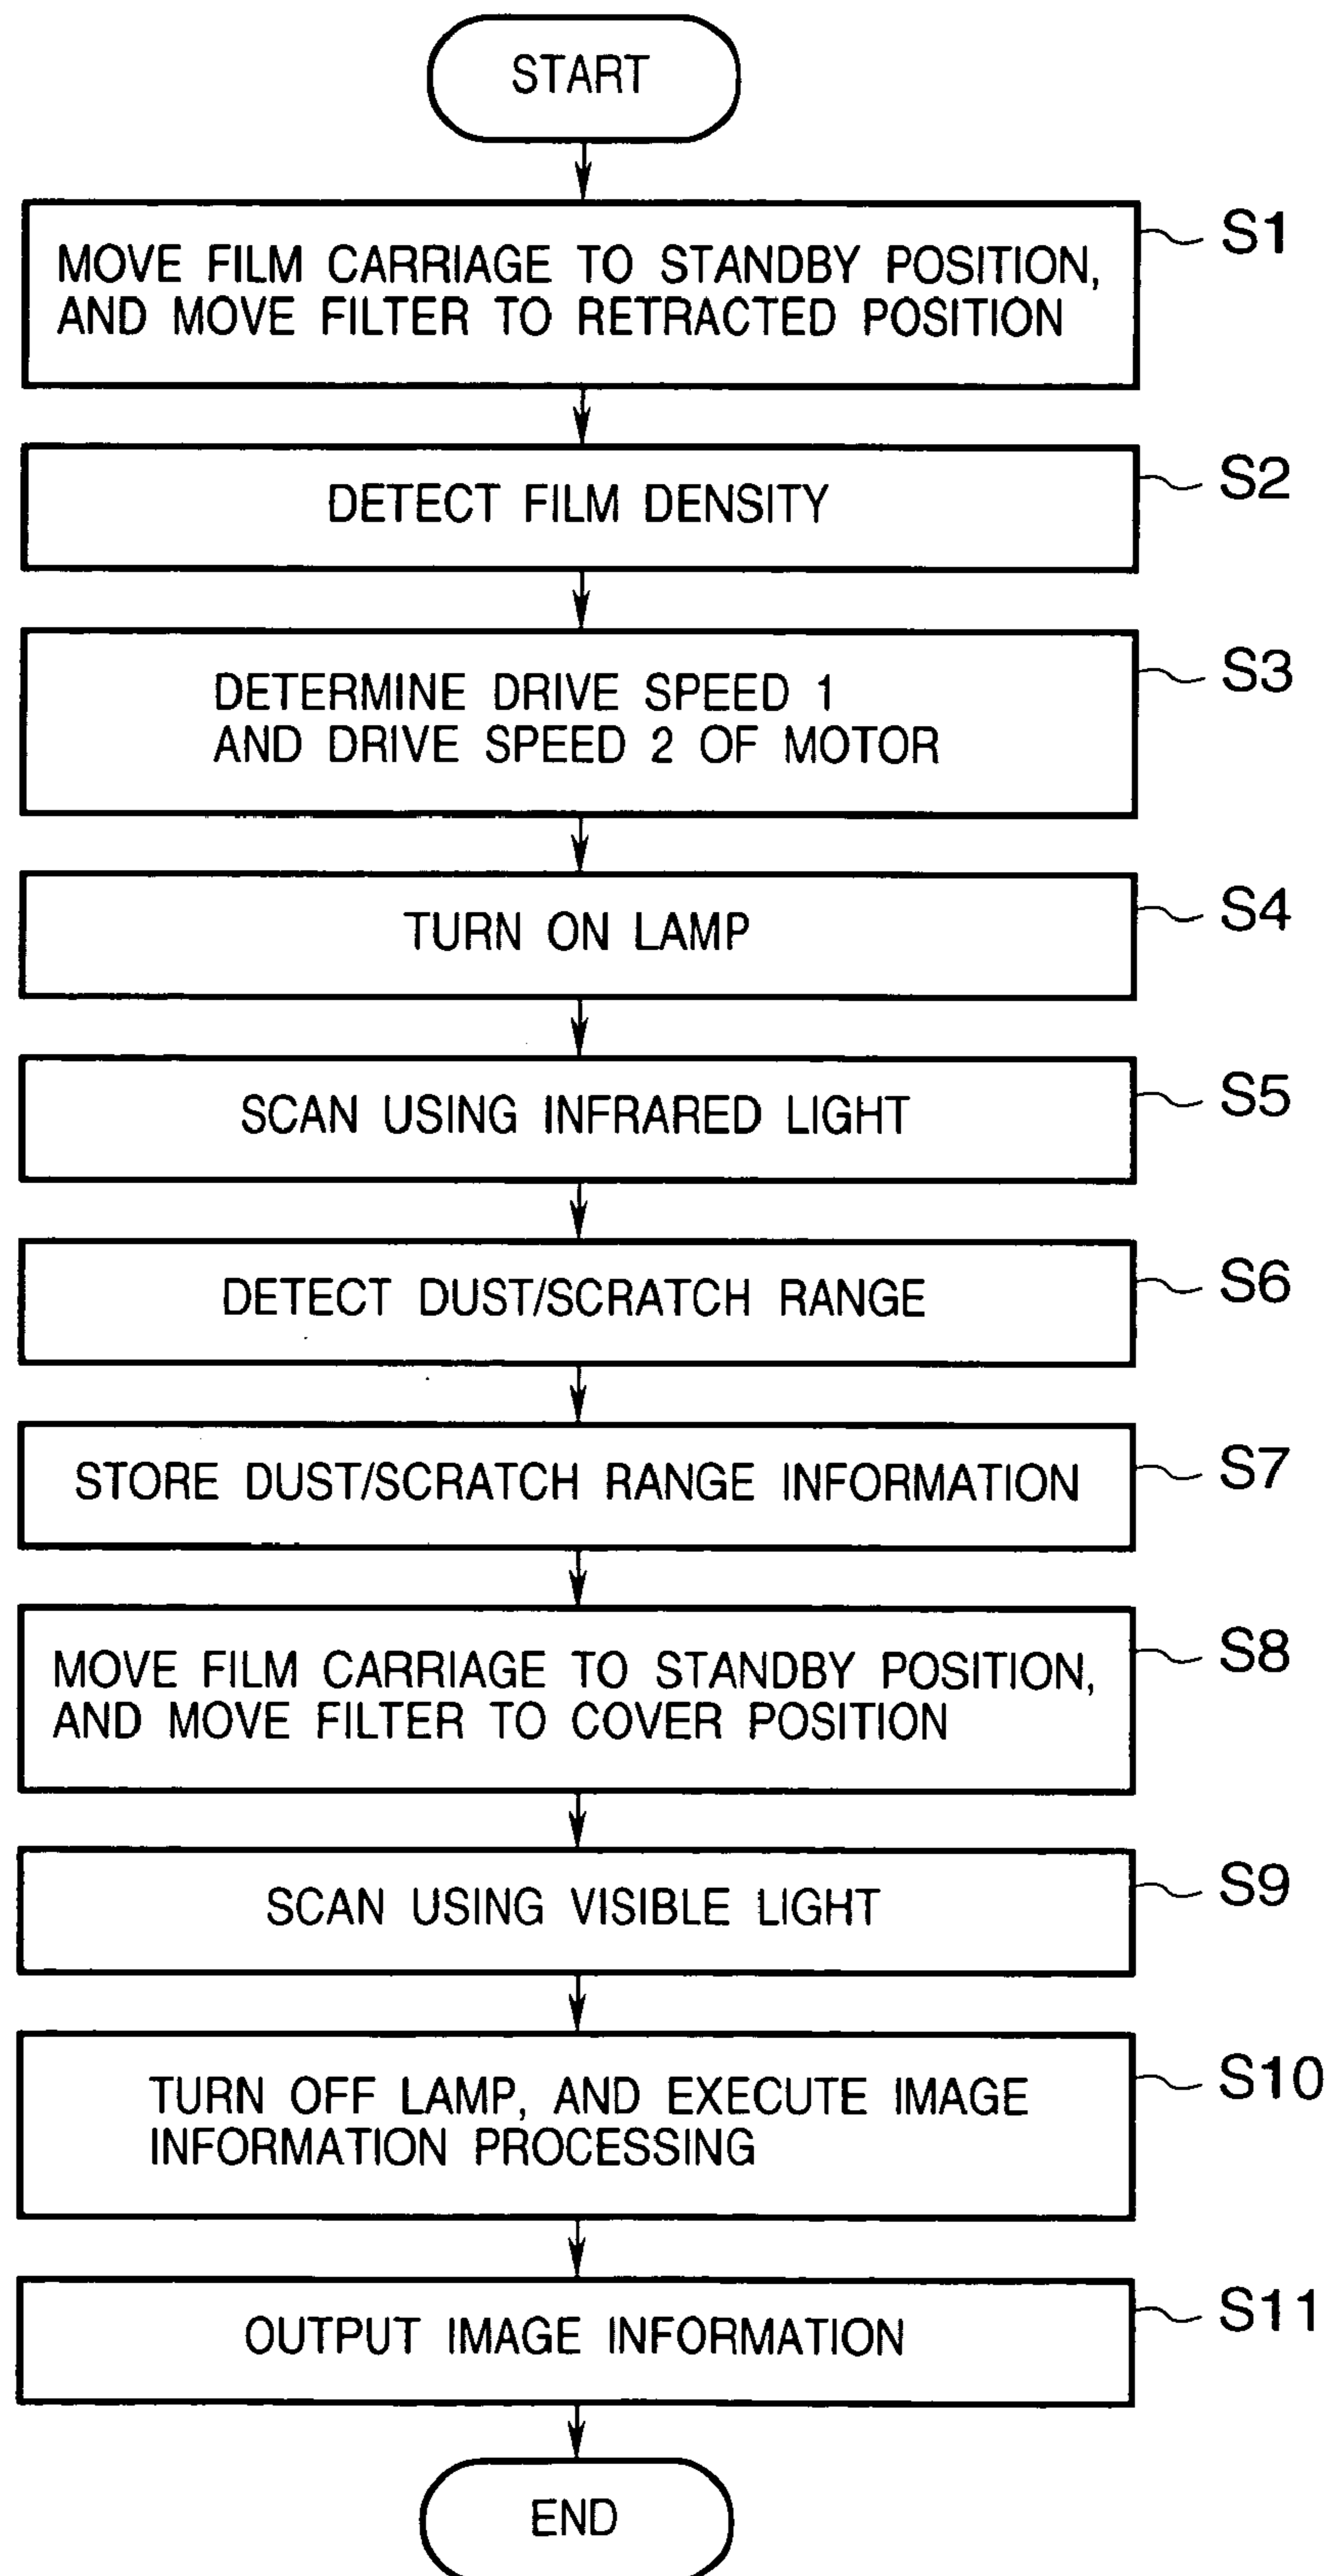 START
MOVE FILM CARRIAGE TO STANDBY POSITION,
AND MOVE FILTER TO RETRACTED POSITION
S1
DETECT FILM DENSITY
S2
DETERMINE DRIVE SPEED 1
AND DRIVE SPEED 2 OF MOTOR
S3
TURN ON LAMP
S4
SCAN USING INFRARED LIGHT
S5
DETECT DUST/SCRATCH RANGE
S6
STORE DUST/SCRATCH RANGE INFORMATION
S7
MOVE FILM CARRIAGE TO STANDBY POSITION,
AND MOVE FILTER TO COVER POSITION
S8
SCAN USING VISIBLE LIGHT
S9
TURN OFF LAMP, AND EXECUTE IMAGE
INFORMATION PROCESSING
S10
OUTPUT IMAGE INFORMATION
S11
END